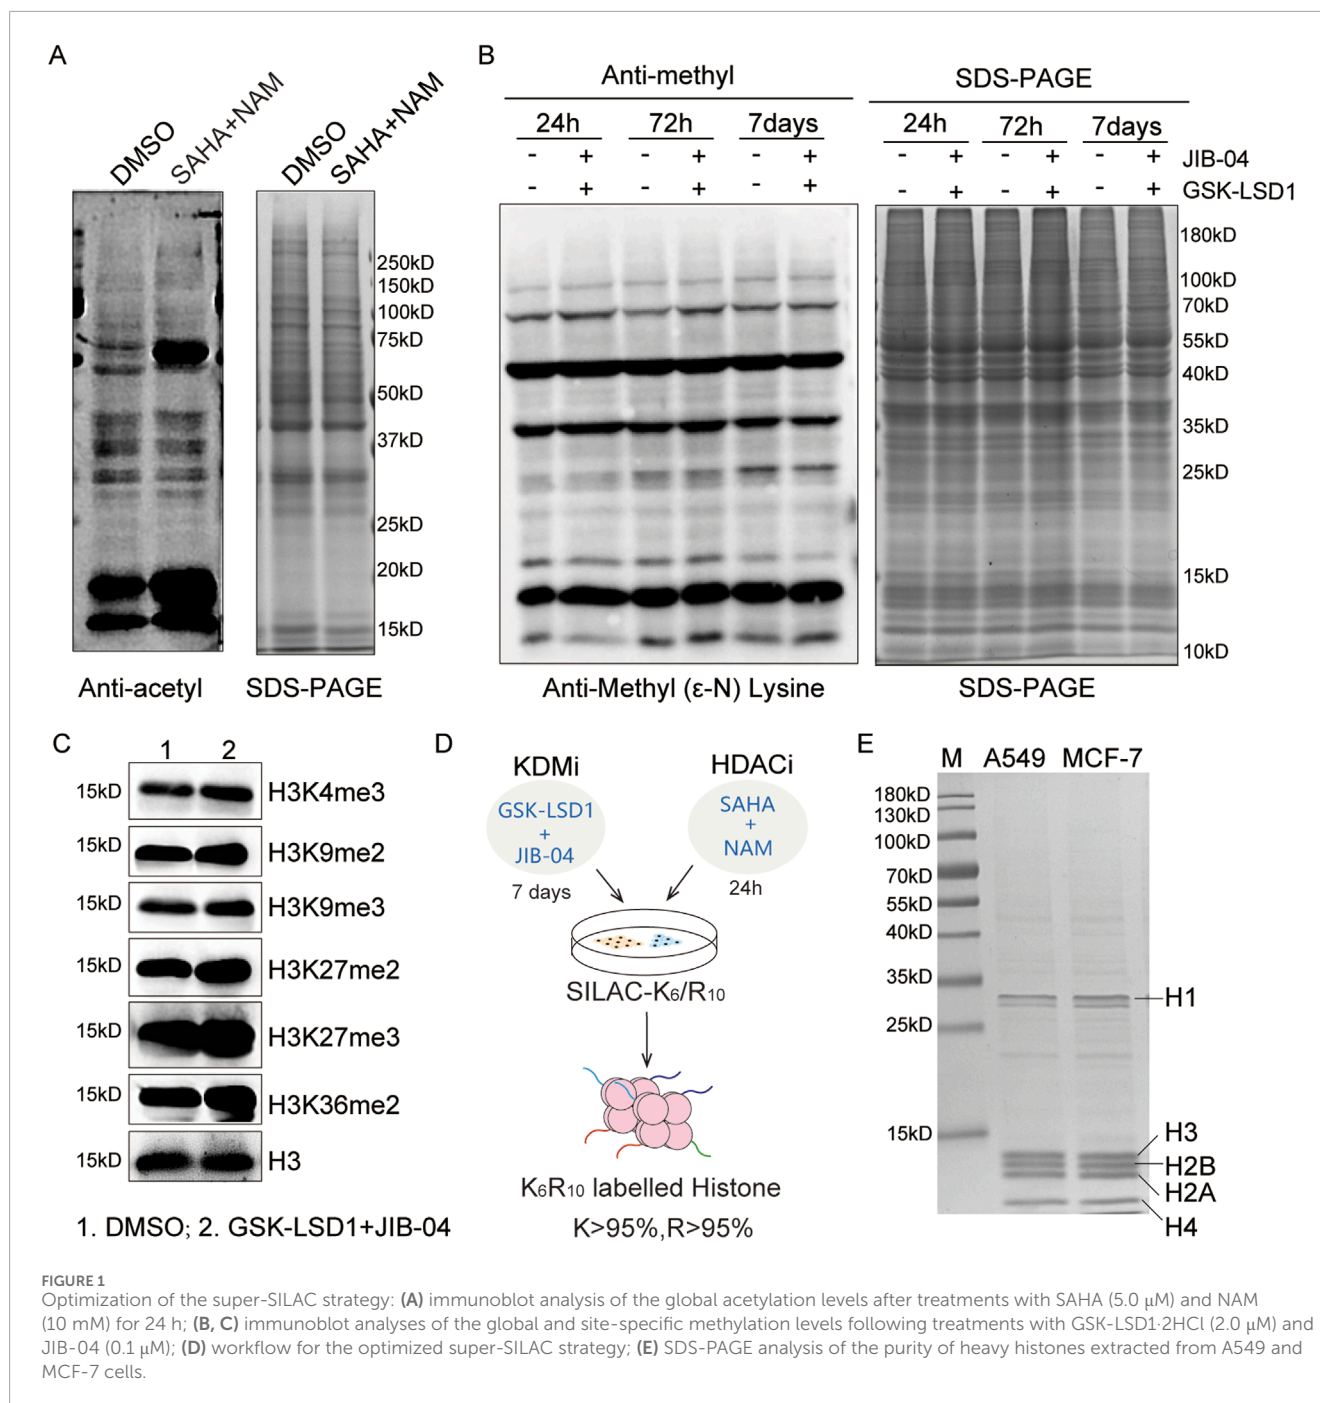 A
DMSO
SAHA+NAM
DMSO
SAHA+NAM
250kD
150kD
100kD
75kD
50kD
37kD
25kD
20kD
15kD
Anti-acetyl
SDS-PAGE
B
Anti-methyl
SDS-PAGE
24h 72h 7days
24h 72h 7days
- + - + - +
- + - + - + JIB-04
- + - + - +
- + - + - + GSK-LSD1
180kD
100kD
70kD
55kD
40kD
35kD
25kD
15kD
10kD
Anti-Methyl (ε-N) Lysine
SDS-PAGE
C
1 2
15kD H3K4me3
15kD H3K9me2
15kD H3K9me3
15kD H3K27me2
15kD H3K27me3
15kD H3K36me2
15kD H3
1. DMSO; 2. GSK-LSD1+JIB-04
D
KDMi
GSK-LSD1
+
JIB-04
7 days
HDACi
SAHA
+
NAM
24h
SILAC-K₆/R₁₀
K₆R₁₀ labelled Histone
K>95%,R>95%
E
M A549 MCF-7
180kD
130kD
100kD
70kD
55kD
40kD
35kD
25kD
15kD
H1
H3
H2B
H2A
H4
FIGURE 1
Optimization of the super-SILAC strategy: (A) immunoblot analysis of the global acetylation levels after treatments with SAHA (5.0 μM) and NAM
(10 mM) for 24 h; (B, C) immunoblot analyses of the global and site-specific methylation levels following treatments with GSK-LSD1·2HCl (2.0 μM) and
JIB-04 (0.1 μM); (D) workflow for the optimized super-SILAC strategy; (E) SDS-PAGE analysis of the purity of heavy histones extracted from A549 and
MCF-7 cells.